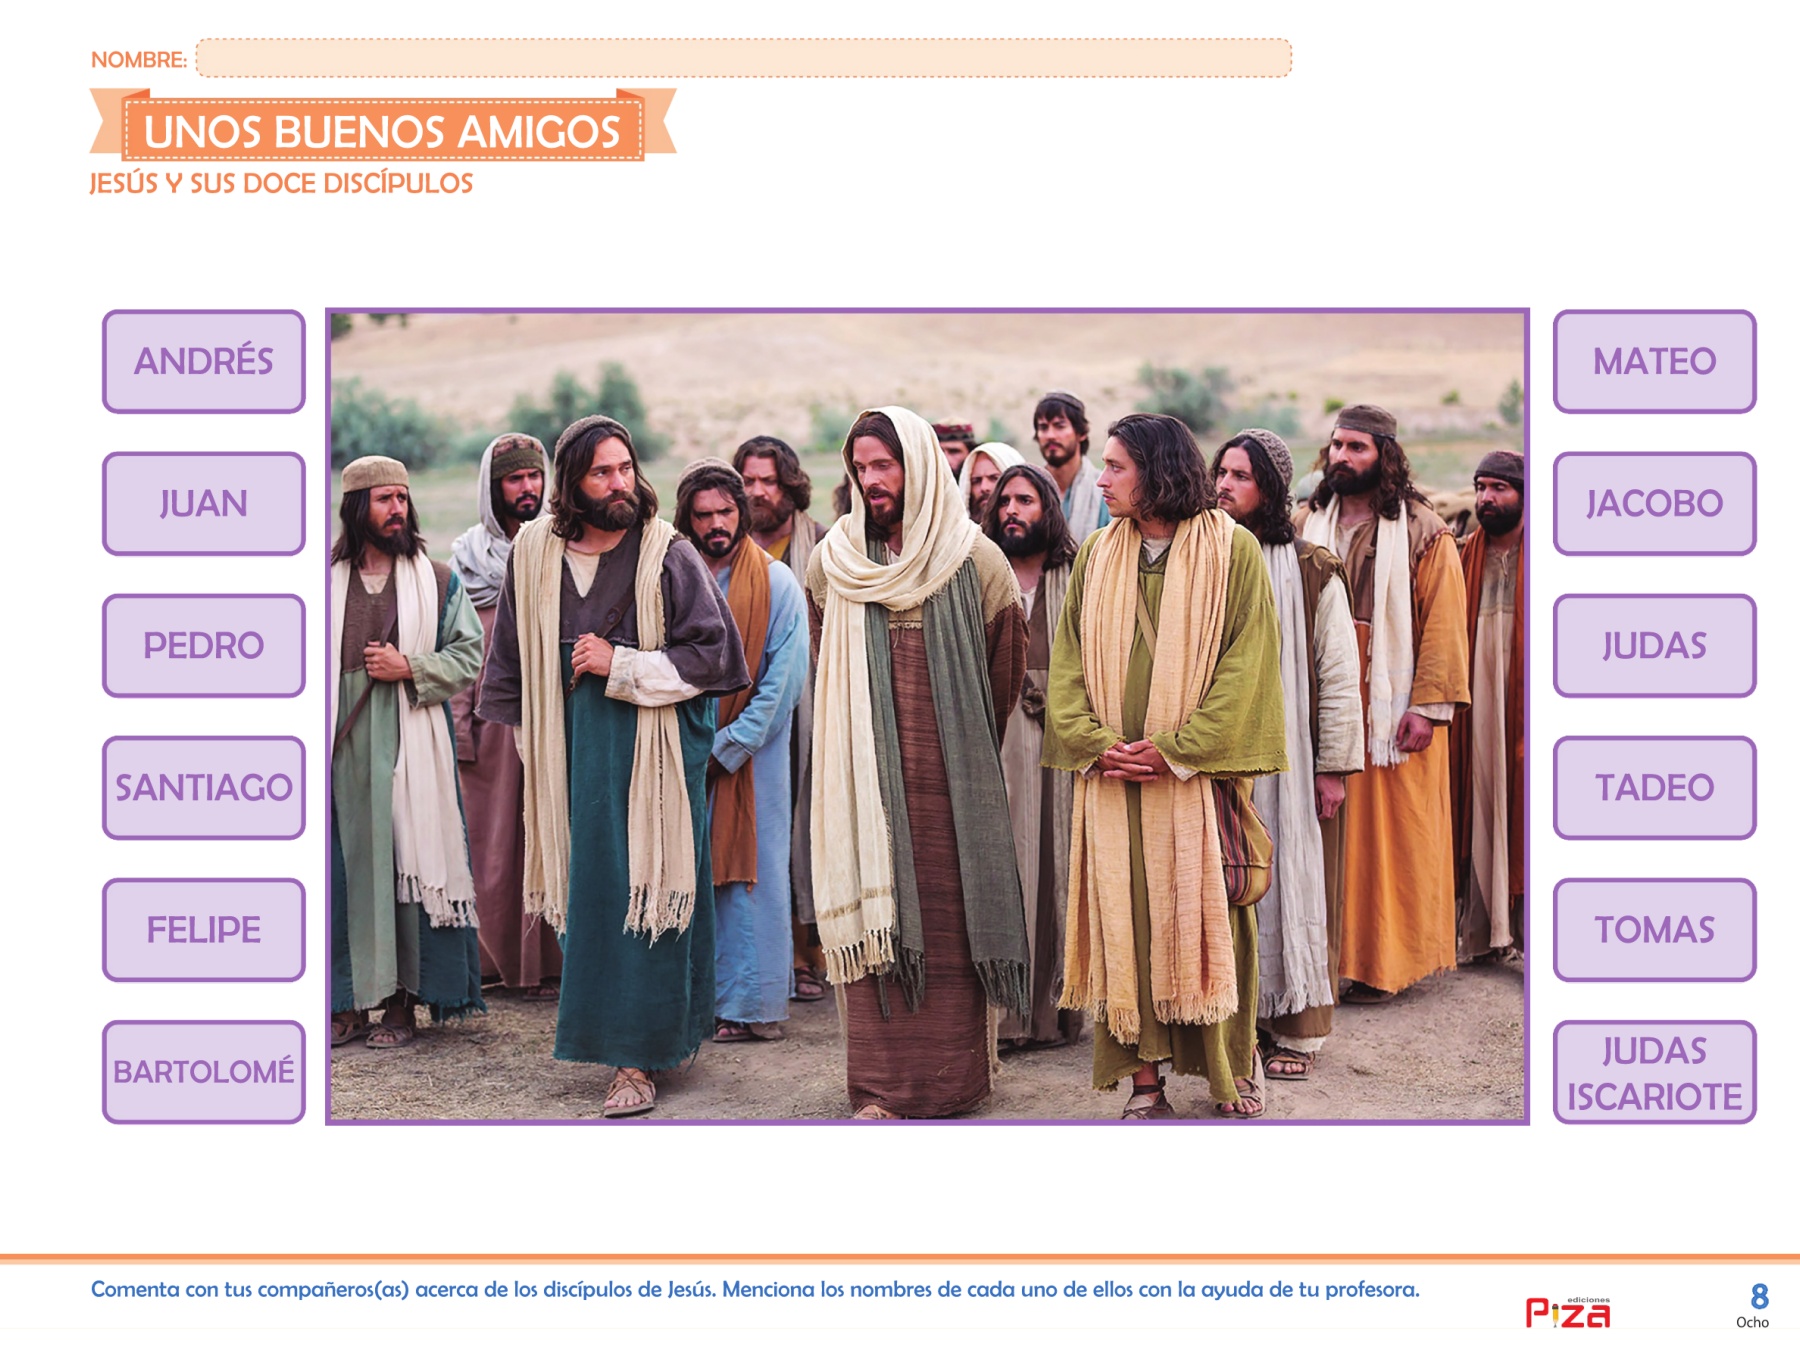 NOMBRE:
UNOS BUENOS AMIGOS
JESÚS Y SUS DOCE DISCÍPULOS
ANDRÉS
JUAN
PEDRO
SANTIAGO
FELIPE
BARTOLOMÉ
MATEO
JACOBO
JUDAS
TADEO
TOMAS
JUDAS
ISCARIOTE
Comenta con tus compañeros(as) acerca de los discípulos de Jesús. Menciona los nombres de cada uno de ellos con la ayuda de tu profesora.
ediciones
Piza
8
Ocho